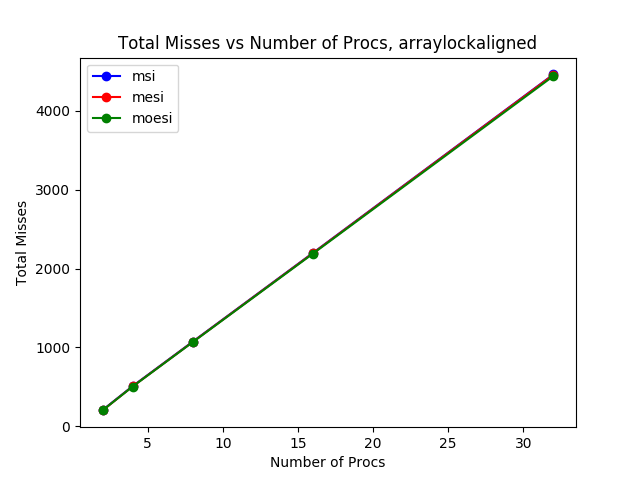 Total Misses vs Number of Procs, arraylockaligned
msi
mesi
moesi
4000
3000
2000
1000
0
Total Misses
5
10
15
20
25
30
Number of Procs